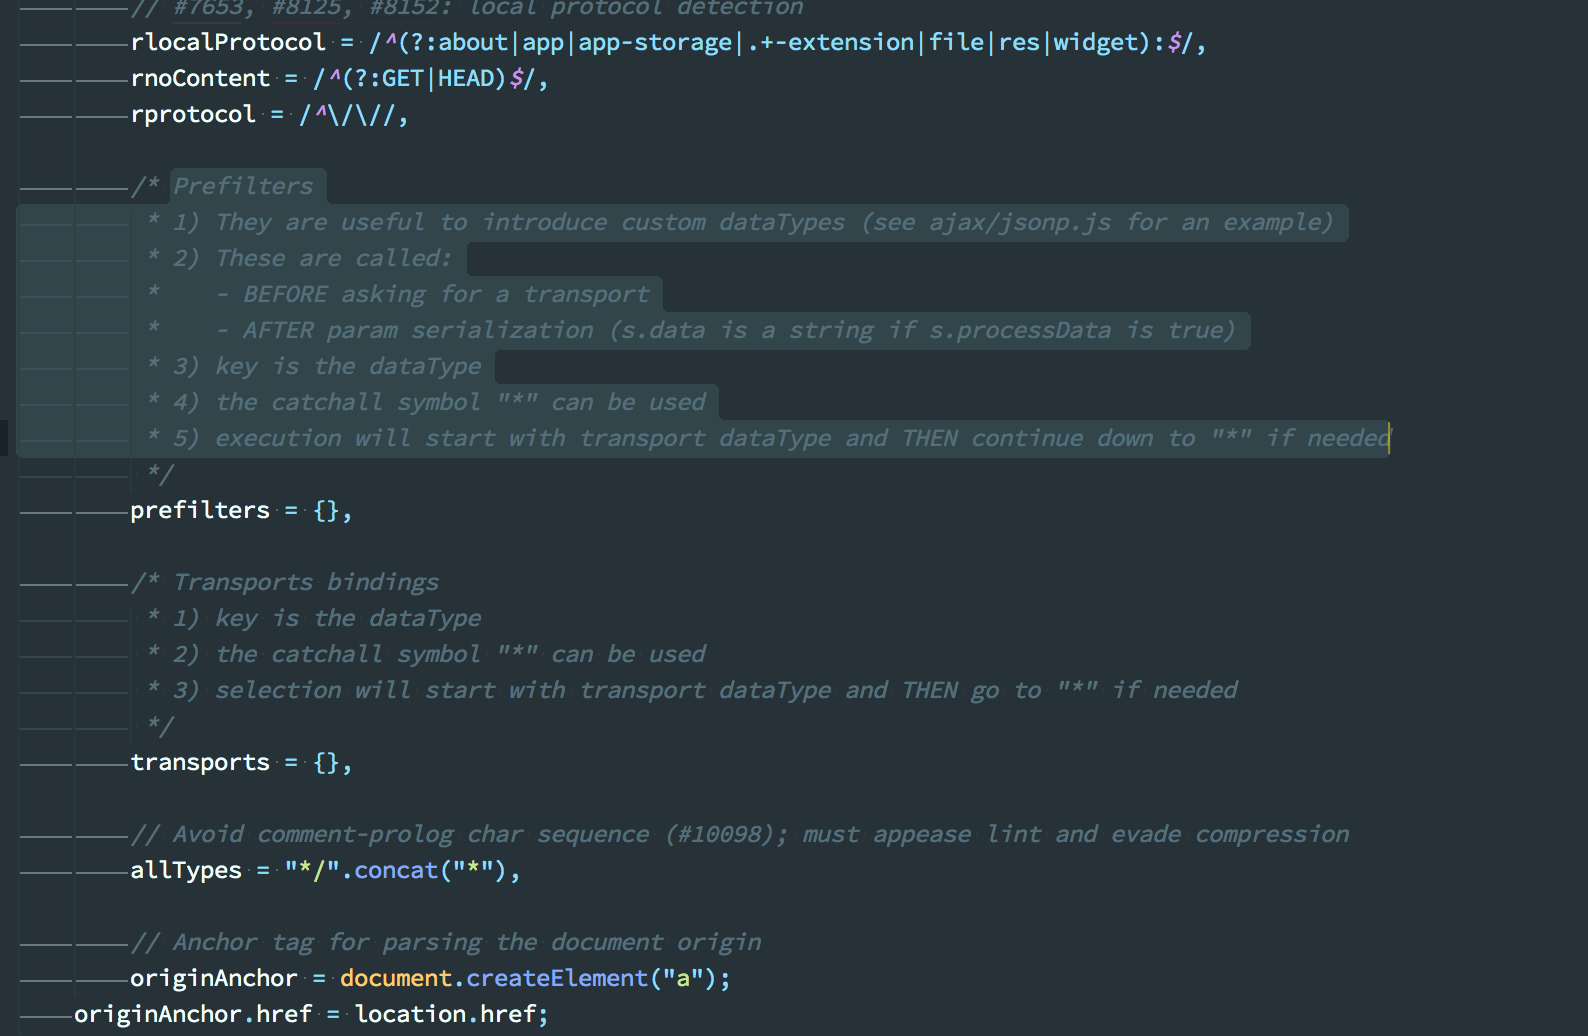 // #7653, #8125, #8152: local protocol detection
rlocalProtocol = /^(?:about|app|app-storage|.+-extension|file|res|widget):$/,
rnoContent = /^(?:GET|HEAD)$/,
rprotocol = /^\/\//,
/* Prefilters
* 1) They are useful to introduce custom dataTypes (see ajax/jsonp.js for an example)
* 2) These are called:
*    - BEFORE asking for a transport
*    - AFTER param serialization (s.data is a string if s.processData is true)
* 3) key is the dataType
* 4) the catchall symbol "*" can be used
* 5) execution will start with transport dataType and THEN continue down to "*" if needed
*/
prefilters = {},
/* Transports bindings
* 1) key is the dataType
* 2) the catchall symbol "*" can be used
* 3) selection will start with transport dataType and THEN go to "*" if needed
*/
transports = {},
// Avoid comment-prolog char sequence (#10098); must appease lint and evade compression
allTypes = "*/".concat("*"),
// Anchor tag for parsing the document origin
originAnchor = document.createElement("a");
originAnchor.href = location.href;